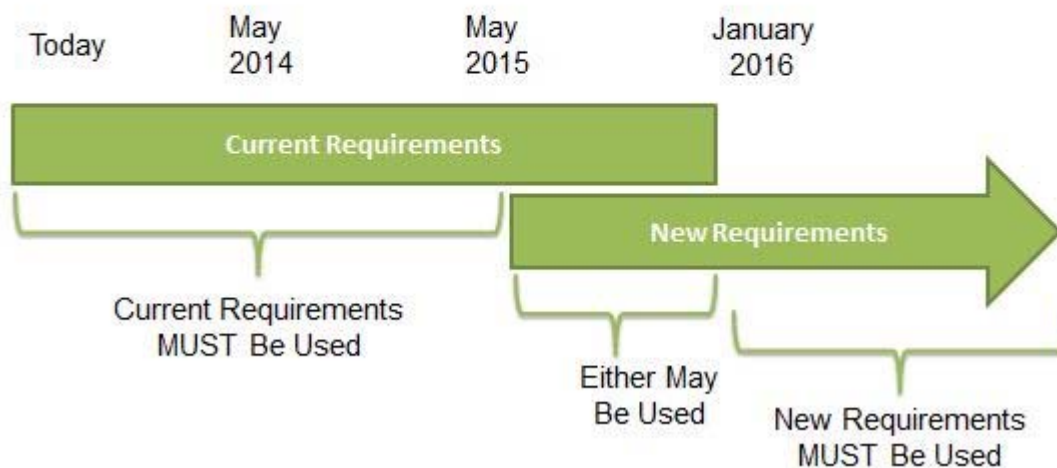 Today
May
2014
May
2015
January
2016
Current Requirements
New Requirements
Current Requirements
MUST Be Used
Either May
Be Used
New Requirements
MUST Be Used